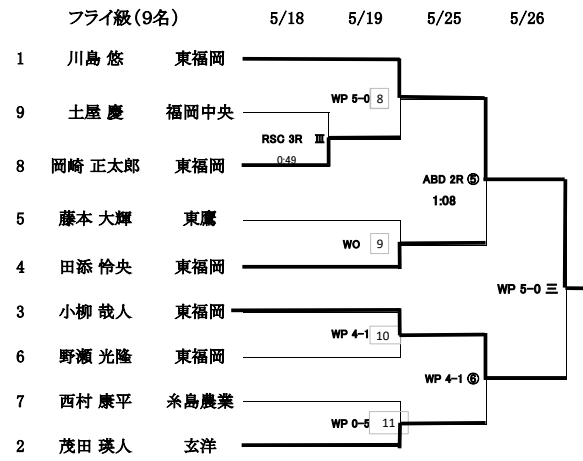 フライ級(9名) 5/18 5/19 5/25 5/26
1 川島 悠 東福岡
WP 5-0 8
9 土屋 慶 福岡中央
RSC 3R Ⅲ
0:49
8 岡崎 正太郎 東福岡
ABD 2R ⑤
1:08
5 藤本 大輝 東鷹
WO 9
4 田添 怜央 東福岡
WP 5-0 三
3 小柳 哉人 東福岡
WP 4-1 10
6 野瀬 光隆 東福岡
WP 4-1 ⑥
7 西村 康平 糸島農業
WP 0-5 11
2 茂田 瑛人 玄洋